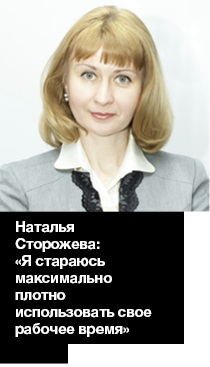 Наталья
Сторожева:
«Я стараюсь
максимально
плотно
использовать свое
рабочее время»